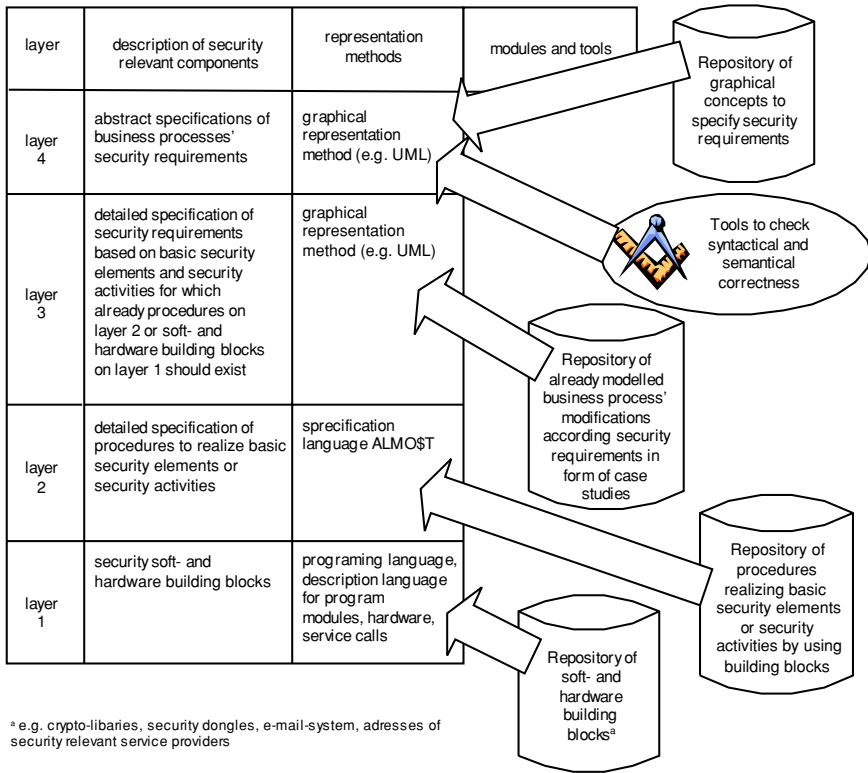 layer
description of security
relevant components
representation
methods
modules and tools
layer
4
abstract specifications of
business processes'
security requirements
graphical
representation
method (e.g. UML)
layer
3
detailed specification of
security requirements
based on basic security
elements and security
activities for which
already procedures on
layer 2 or soft- and
hardware building blocks
on layer 1 should exist
graphical
representation
method (e.g. UML)
layer
2
detailed specification of
procedures to realize basic
security elements or
security activities
sprecification
language ALMO$T
layer
1
security soft- and
hardware building blocks
programing language,
description language
for program
modules, hardware,
service calls
Repository of
graphical
concepts to
specify security
requirements
Tools to check
syntactical and
semantical
correctness
Repository of
already modelled
business process'
modifications
according security
requirements in
form of case
studies
Repository of
procedures
realizing basic
security elements
or security
activities by using
building blocks
Repository of
soft- and
hardware
building
blocksᵃ
ᵃ e.g. crypto-libaries, security dongles, e-mail-system, adresses of
security relevant service providers